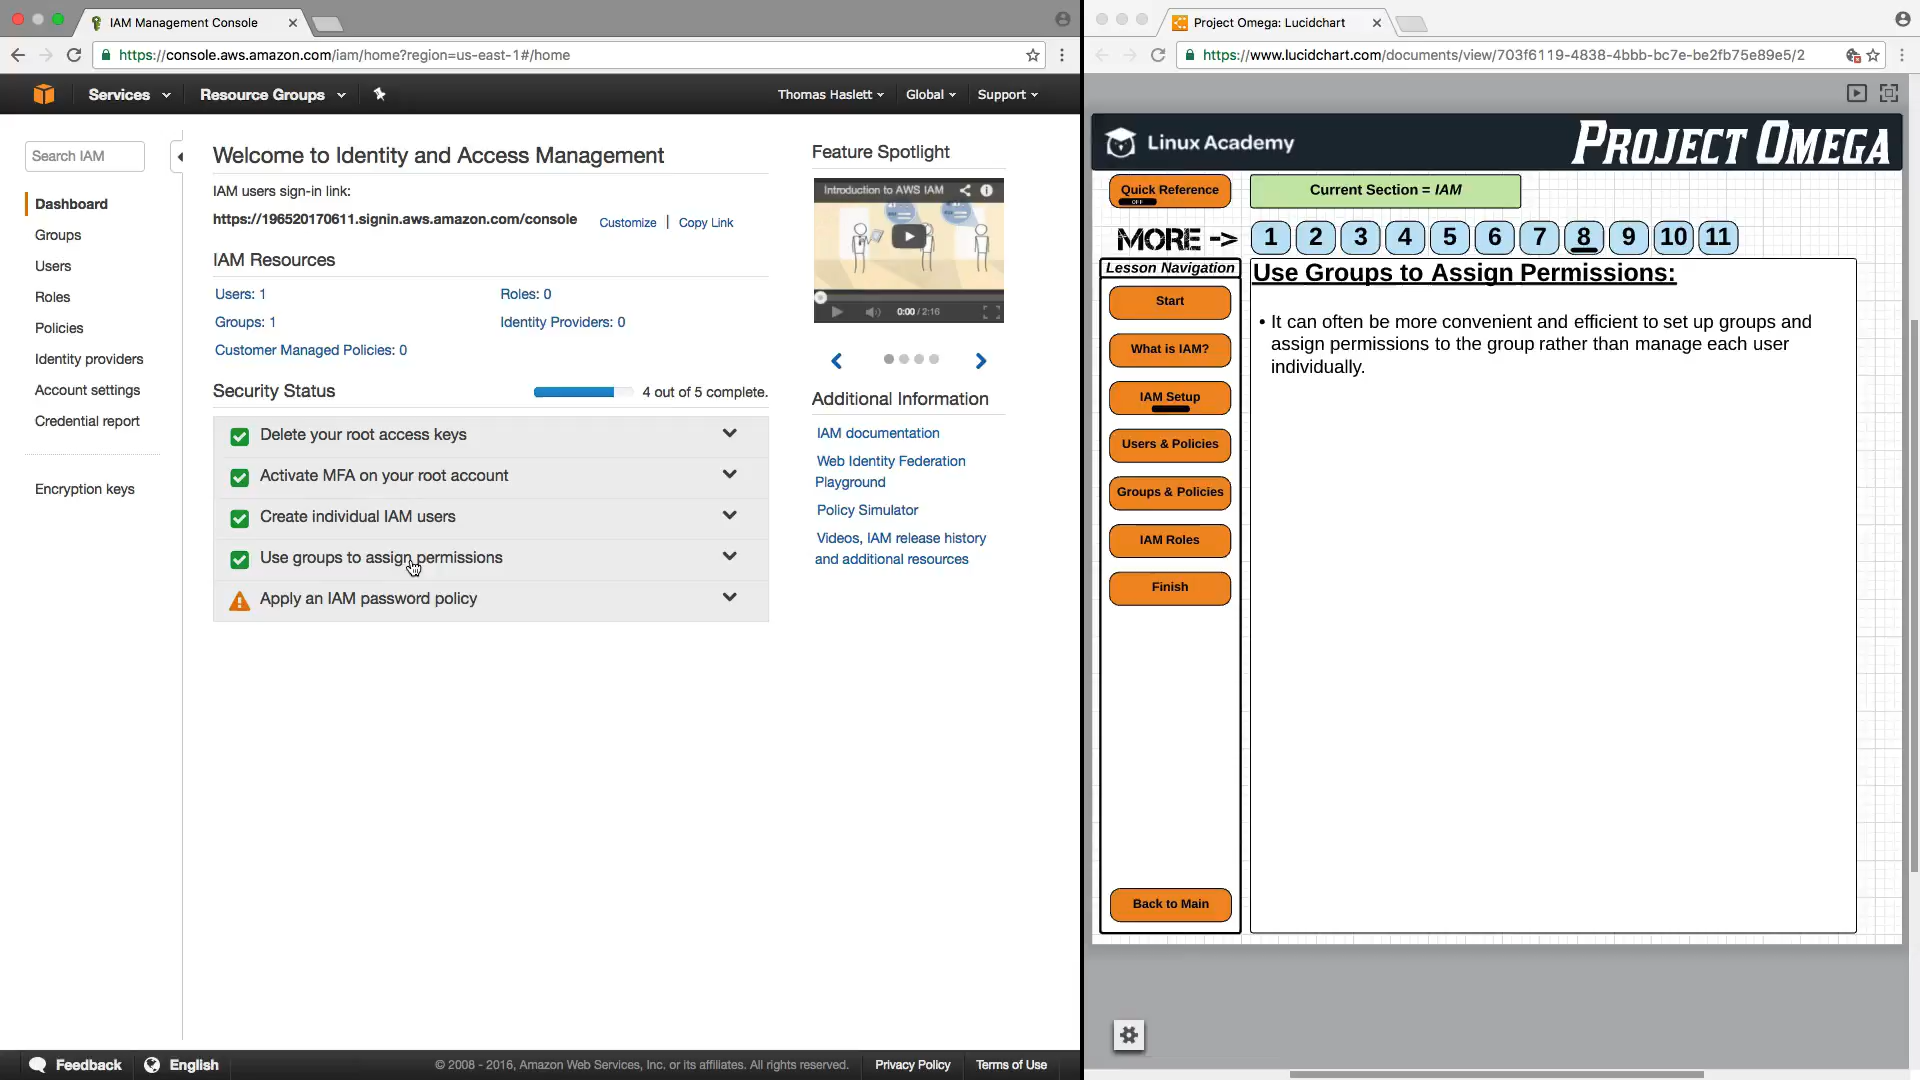 IAM Management Console
https://console.aws.amazon.com/iam/home?region=us-east-1#/home
Services
Resource Groups
Thomas Haslett
Global
Support
Search IAM
Dashboard
Groups
Users
Roles
Policies
Identity providers
Account settings
Credential report
Encryption keys
Welcome to Identity and Access Management
IAM users sign-in link:
https://196520170611.signin.aws.amazon.com/console
Customize | Copy Link
IAM Resources
Users: 1
Roles: 0
Groups: 1
Identity Providers: 0
Customer Managed Policies: 0
Security Status
4 out of 5 complete.
Delete your root access keys
Activate MFA on your root account
Create individual IAM users
Use groups to assign permissions
Apply an IAM password policy
Feature Spotlight
Introduction to AWS IAM
0:00 / 2:16
Additional Information
IAM documentation
Web Identity Federation
Playground
Policy Simulator
Videos, IAM release history
and additional resources
Feedback
English
© 2008 - 2016, Amazon Web Services, Inc. or its affiliates. All rights reserved.
Privacy Policy
Terms of Use
Project Omega: Lucidchart
https://www.lucidchart.com/documents/view/703f6119-4838-4bbb-bc7e-be2fb75e89e5/2
Linux Academy
PROJECT OMEGA
Quick Reference
OFF
Current Section = IAM
MORE ->
1 2 3 4 5 6 7 8 9 10 11
Lesson Navigation
Start
What is IAM?
IAM Setup
Users & Policies
Groups & Policies
IAM Roles
Finish
Back to Main
Use Groups to Assign Permissions:
• It can often be more convenient and efficient to set up groups and
assign permissions to the group rather than manage each user
individually.